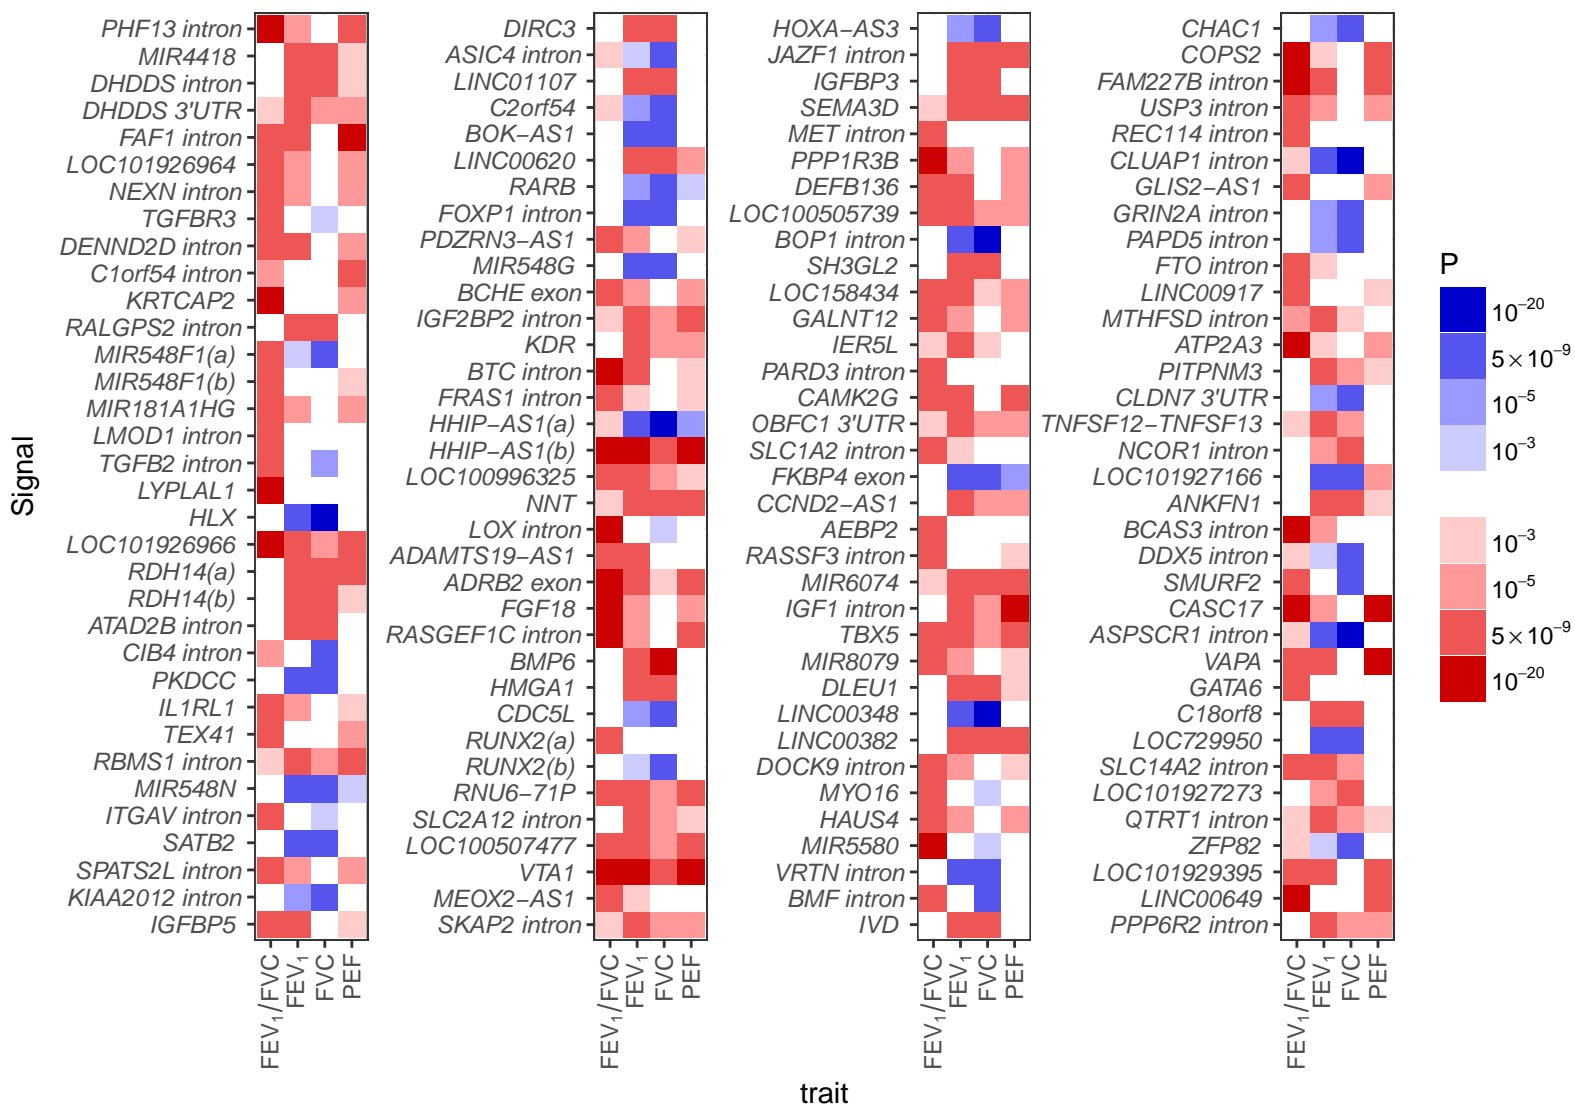 Signal
PHF13 intron
MIR4418
DHDDS intron
DHDDS 3'UTR
FAF1 intron
LOC101926964
NEXN intron
TGFBR3
DENND2D intron
C1orf54 intron
KRTCAP2
RALGPS2 intron
MIR548F1(a)
MIR548F1(b)
MIR181A1HG
LMOD1 intron
TGFB2 intron
LYPLAL1
HLX
LOC101926966
RDH14(a)
RDH14(b)
ATAD2B intron
CIB4 intron
PKDCC
IL1RL1
TEX41
RBMS1 intron
MIR548N
ITGAV intron
SATB2
SPATS2L intron
KIAA2012 intron
IGFBP5
FEV₁/FVC
FEV₁
FVC
PEF
DIRC3
ASIC4 intron
LINC01107
C2orf54
BOK−AS1
LINC00620
RARB
FOXP1 intron
PDZRN3−AS1
MIR548G
BCHE exon
IGF2BP2 intron
KDR
BTC intron
FRAS1 intron
HHIP−AS1(a)
HHIP−AS1(b)
LOC100996325
NNT
LOX intron
ADAMTS19−AS1
ADRB2 exon
FGF18
RASGEF1C intron
BMP6
HMGA1
CDC5L
RUNX2(a)
RUNX2(b)
RNU6−71P
SLC2A12 intron
LOC100507477
VTA1
MEOX2−AS1
SKAP2 intron
FEV₁/FVC
FEV₁
FVC
PEF
HOXA−AS3
JAZF1 intron
IGFBP3
SEMA3D
MET intron
PPP1R3B
DEFB136
LOC100505739
BOP1 intron
SH3GL2
LOC158434
GALNT12
IER5L
PARD3 intron
CAMK2G
OBFC1 3'UTR
SLC1A2 intron
FKBP4 exon
CCND2−AS1
AEBP2
RASSF3 intron
MIR6074
IGF1 intron
TBX5
MIR8079
DLEU1
LINC00348
LINC00382
DOCK9 intron
MYO16
HAUS4
MIR5580
VRTN intron
BMF intron
IVD
FEV₁/FVC
FEV₁
FVC
PEF
CHAC1
COPS2
FAM227B intron
USP3 intron
REC114 intron
CLUAP1 intron
GLIS2−AS1
GRIN2A intron
PAPD5 intron
FTO intron
LINC00917
MTHFSD intron
ATP2A3
PITPNM3
CLDN7 3'UTR
TNFSF12−TNFSF13
NCOR1 intron
LOC101927166
ANKFN1
BCAS3 intron
DDX5 intron
SMURF2
CASC17
ASPSCR1 intron
VAPA
GATA6
C18orf8
LOC729950
SLC14A2 intron
LOC101927273
QTRT1 intron
ZFP82
LOC101929395
LINC00649
PPP6R2 intron
FEV₁/FVC
FEV₁
FVC
PEF
trait
P
10⁻²⁰
5×10⁻⁹
10⁻⁵
10⁻³
10⁻³
10⁻⁵
5×10⁻⁹
10⁻²⁰